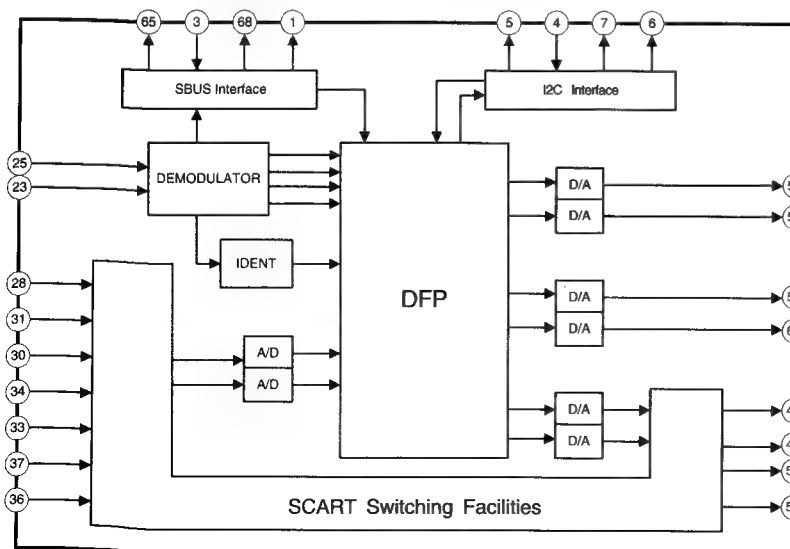 65 3 68 1 5 4 7 6
SBUS Interface
I2C Interface
25
23
DEMODULATOR
D/A
D/A
IDENT
28
31
30
34
33
37
36
DFP
D/A
D/A
A/D
A/D
D/A
D/A
SCART Switching Facilities